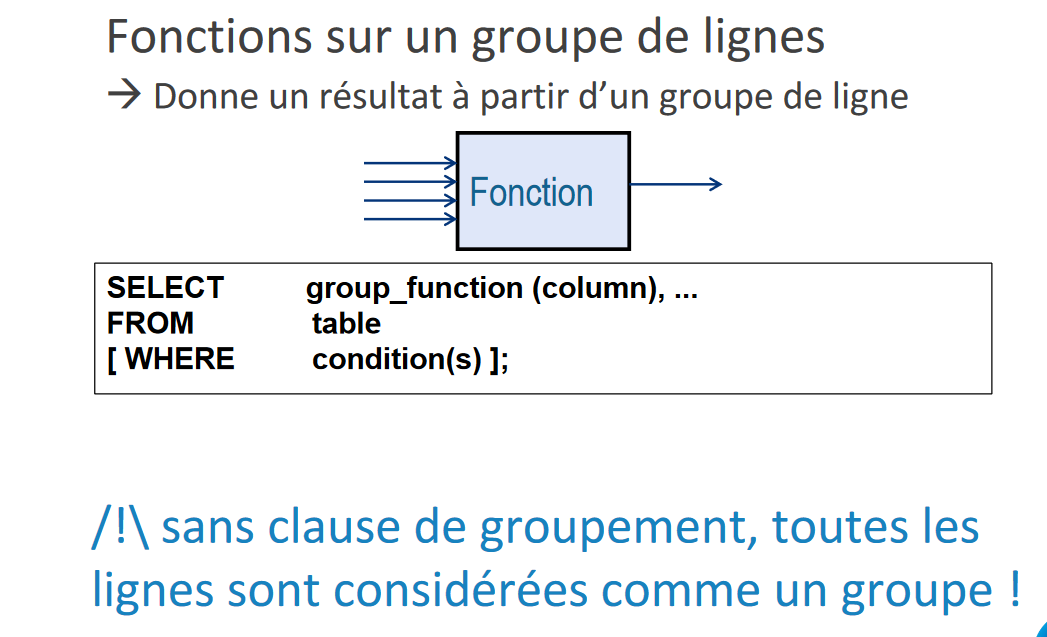 Fonctions sur un groupe de lignes
→ Donne un résultat à partir d’un groupe de ligne
Fonction
SELECT group_function (column), ...
FROM table
[ WHERE condition(s) ];
/!\ sans clause de groupement, toutes les
lignes sont considérées comme un groupe !